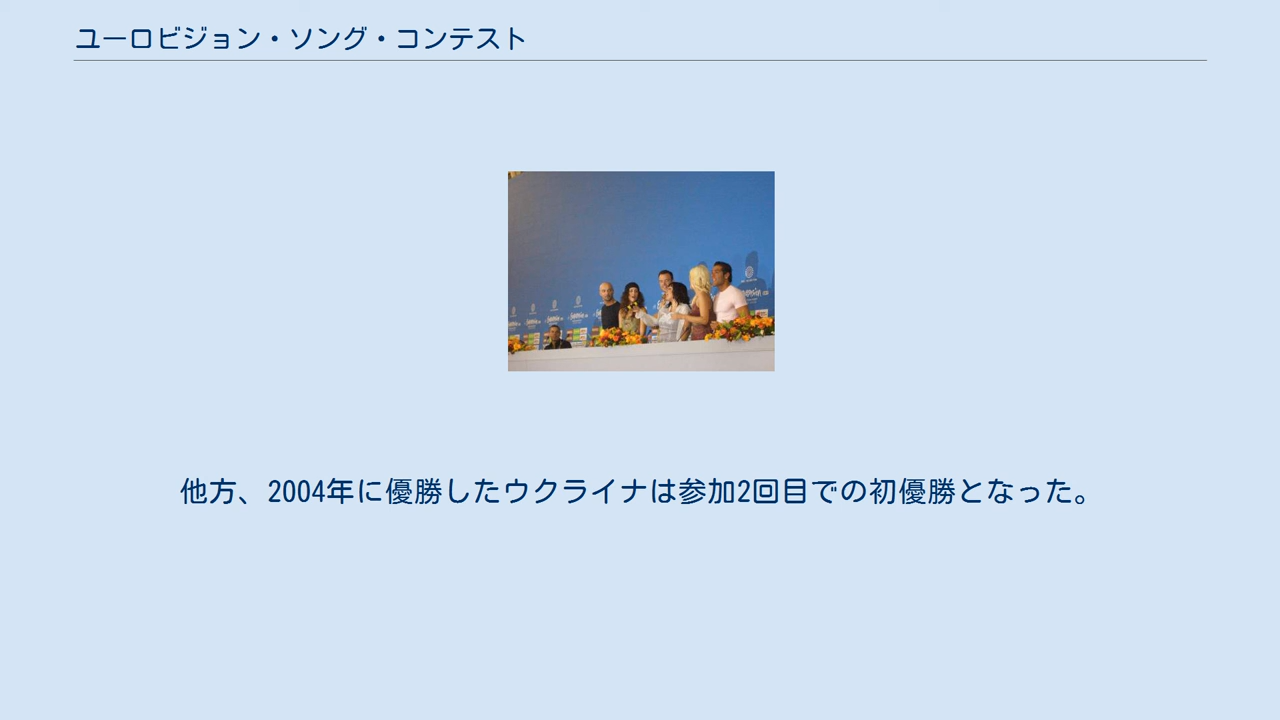 ユーロビジョン・ソング・コンテスト
他方、2004年に優勝したウクライナは参加2回目での初優勝となった。